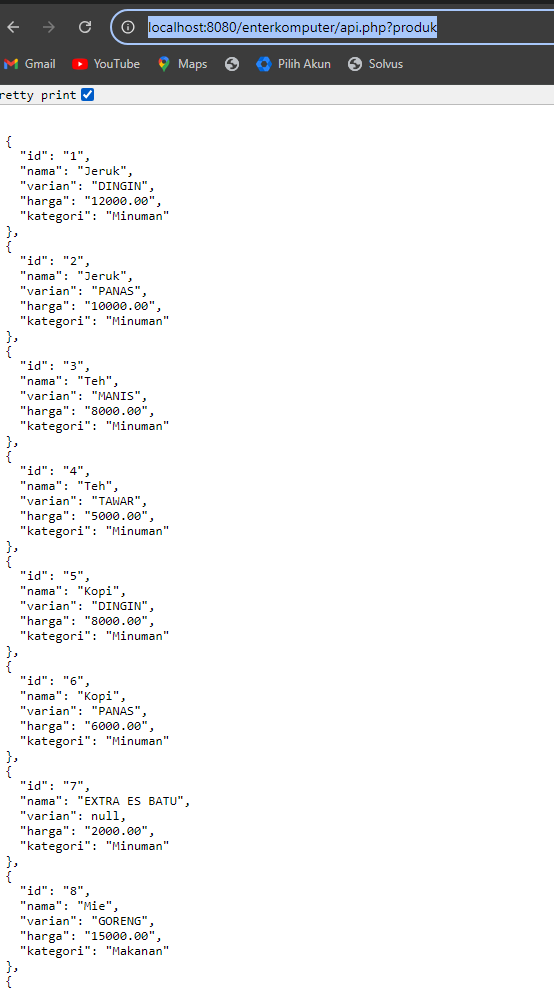 localhost:8080/enterkomputer/api.php?produk
Gmail YouTube Maps Pilih Akun Solvus
retty print
{
"id": "1",
"nama": "Jeruk",
"varian": "DINGIN",
"harga": "12000.00",
"kategori": "Minuman"
},
{
"id": "2",
"nama": "Jeruk",
"varian": "PANAS",
"harga": "10000.00",
"kategori": "Minuman"
},
{
"id": "3",
"nama": "Teh",
"varian": "MANIS",
"harga": "8000.00",
"kategori": "Minuman"
},
{
"id": "4",
"nama": "Teh",
"varian": "TAWAR",
"harga": "5000.00",
"kategori": "Minuman"
},
{
"id": "5",
"nama": "Kopi",
"varian": "DINGIN",
"harga": "8000.00",
"kategori": "Minuman"
},
{
"id": "6",
"nama": "Kopi",
"varian": "PANAS",
"harga": "6000.00",
"kategori": "Minuman"
},
{
"id": "7",
"nama": "EXTRA ES BATU",
"varian": null,
"harga": "2000.00",
"kategori": "Minuman"
},
{
"id": "8",
"nama": "Mie",
"varian": "GORENG",
"harga": "15000.00",
"kategori": "Makanan"
},
{